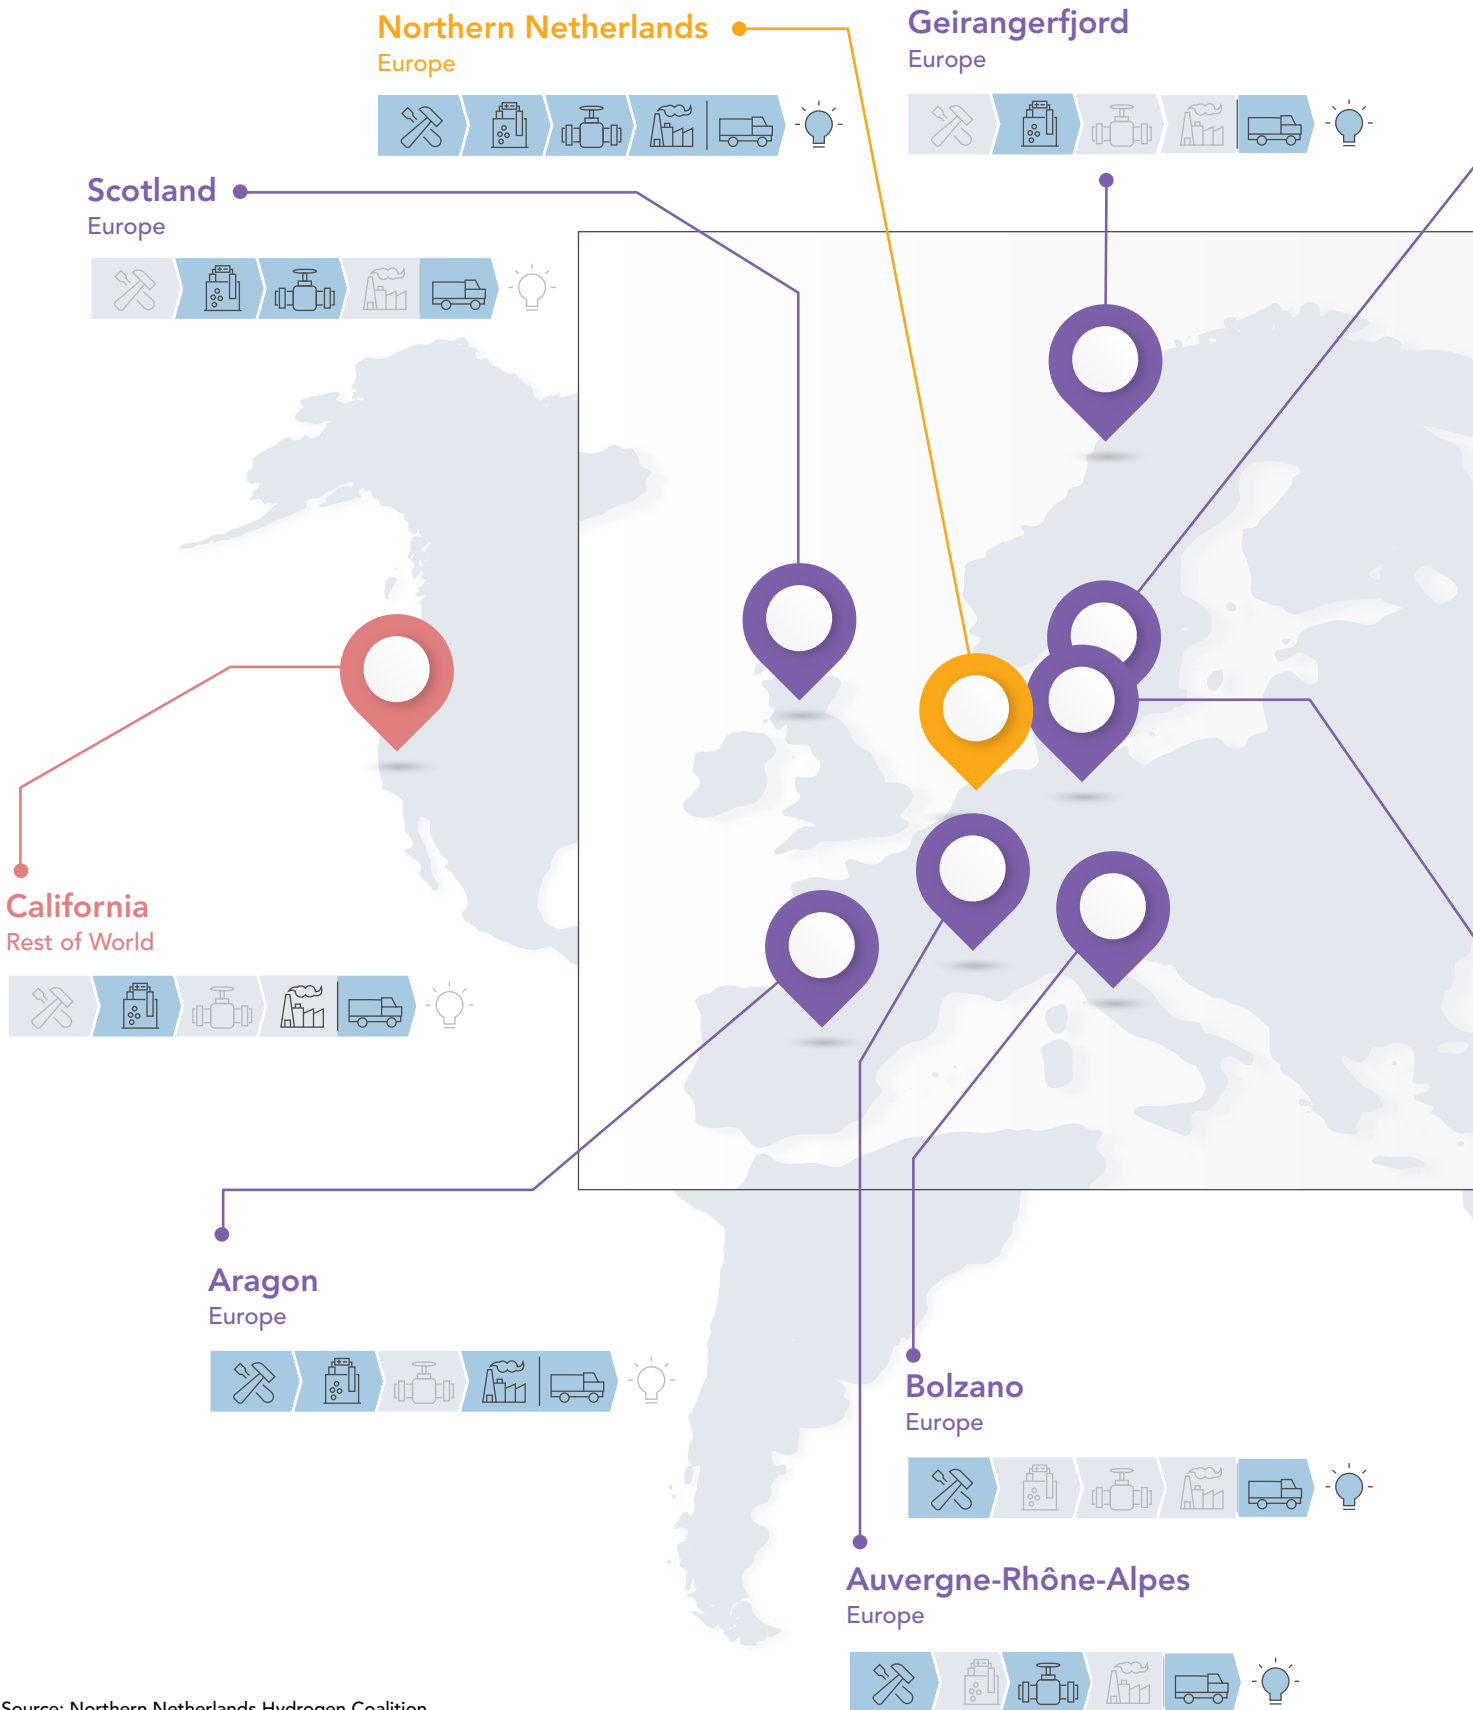 Northern Netherlands
Europe
Geirangerfjord
Europe
Scotland
Europe
California
Rest of World
Aragon
Europe
Bolzano
Europe
Auvergne-Rhône-Alpes
Europe
Source: Northern Netherlands Hydrogen Coalition